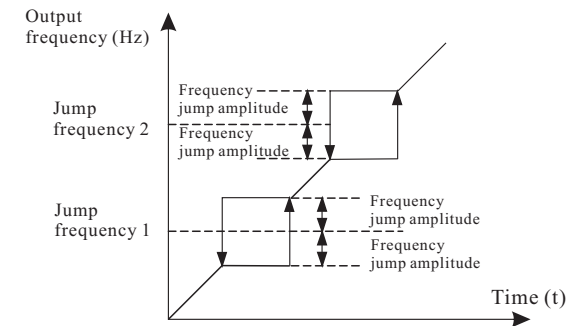 Output
frequency (Hz)
Frequency
jump amplitude
Jump
frequency 2
Frequency
jump amplitude
Jump
frequency 1
Frequency
jump amplitude
Frequency
jump amplitude
Time (t)